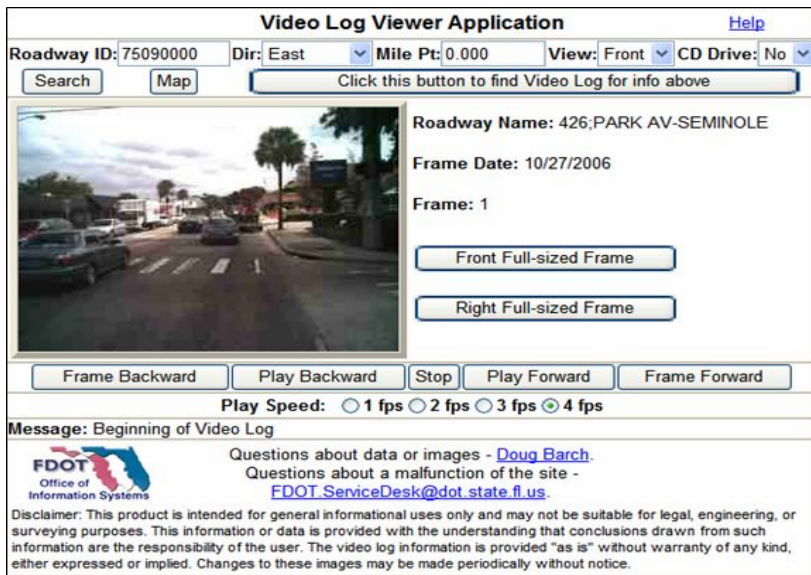 Video Log Viewer Application Help
Roadway ID: 75090000 Dir: East Mile Pt: 0.000 View: Front CD Drive: No
Search Map Click this button to find Video Log for info above
Roadway Name: 426;PARK AV-SEMINOLE
Frame Date: 10/27/2006
Frame: 1
Front Full-sized Frame
Right Full-sized Frame
Frame Backward Play Backward Stop Play Forward Frame Forward
Play Speed: 1 fps 2 fps 3 fps 4 fps
Message: Beginning of Video Log
FDOT
Office of
Information Systems
Questions about data or images - Doug Barch.
Questions about a malfunction of the site -
FDOT.ServiceDesk@dot.state.fl.us.
Disclaimer: This product is intended for general informational uses only and may not be suitable for legal, engineering, or
surveying purposes. This information or data is provided with the understanding that conclusions drawn from such
information are the responsibility of the user. The video log information is provided "as is" without warranty of any kind,
either expressed or implied. Changes to these images may be made periodically without notice.